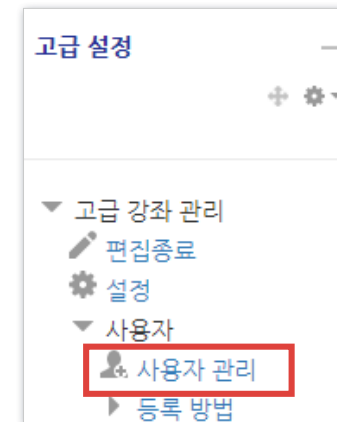 고급 설정
고급 강좌 관리
편집종료
설정
사용자
사용자 관리
등록 방법